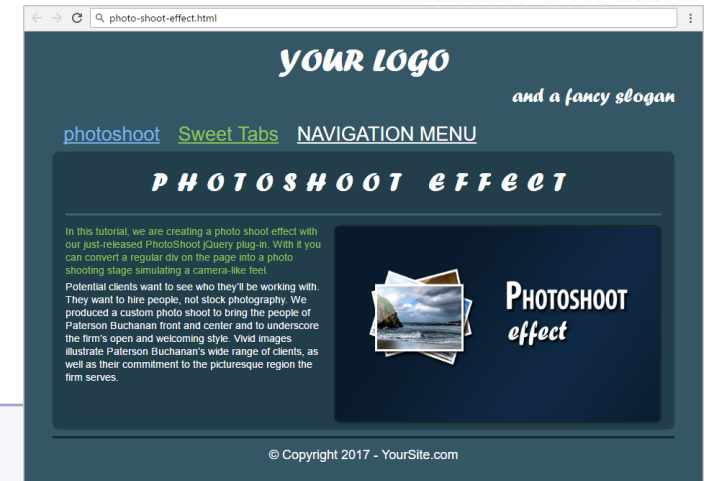 photo-shoot-effect.html
YOUR LOGO
and a fancy slogan
photoshoot Sweet Tabs NAVIGATION MENU
PHOTOSHOOT EFFECT
In this tutorial, we are creating a photo shoot effect with
our just-released PhotoShoot jQuery plug-in. With it you
can convert a regular div on the page into a photo
shooting stage simulating a camera-like feel.
Potential clients want to see who they'll be working with.
They want to hire people, not stock photography. We
produced a custom photo shoot to bring the people of
Paterson Buchanan front and center and to underscore
the firm's open and welcoming style. Vivid images
illustrate Paterson Buchanan's wide range of clients, as
well as their commitment to the picturesque region the
firm serves.
PHOTOSHOOT
effect
© Copyright 2017 - YourSite.com